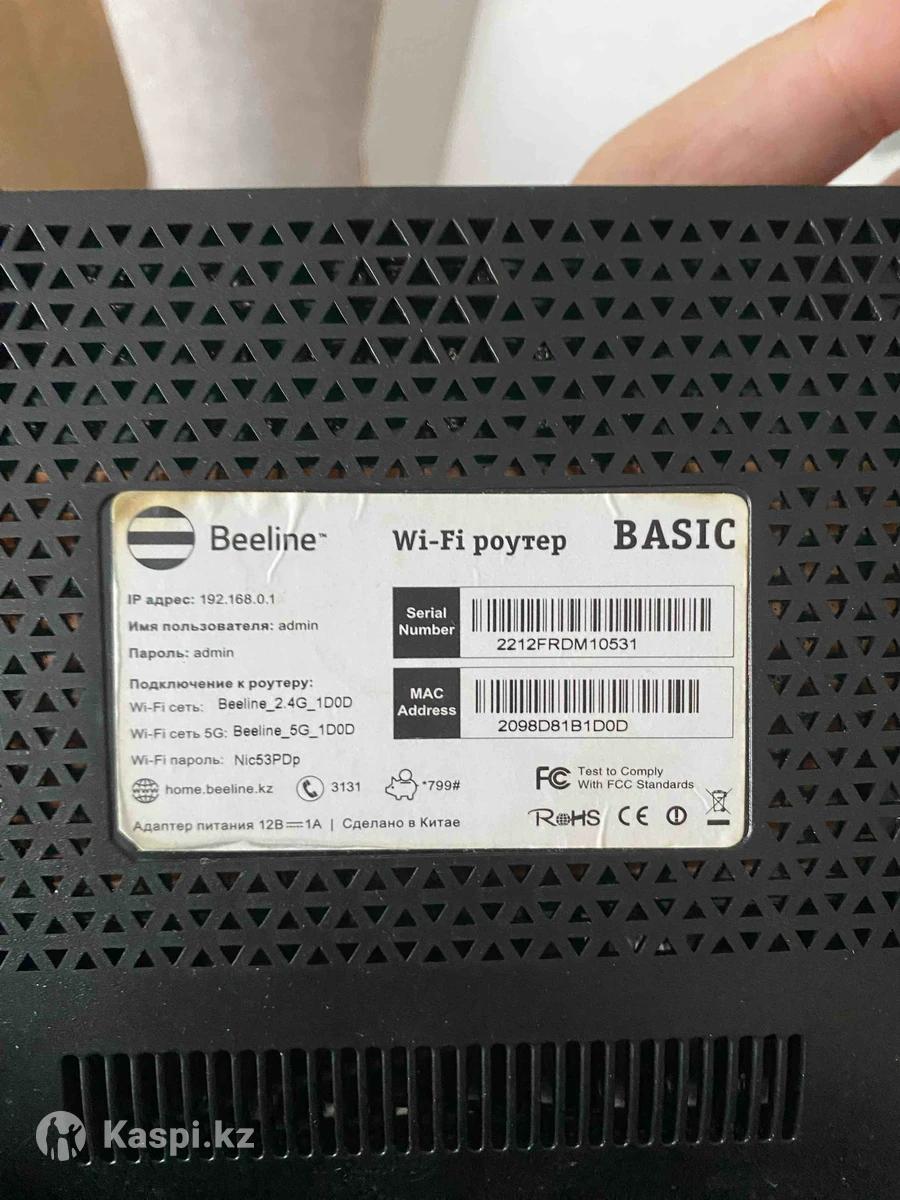 Beeline™
Wi-Fi роутер
BASIC
IP адрес: 192.168.0.1
Имя пользователя: admin
Пароль: admin
Подключение к роутеру:
Wi-Fi сеть: Beeline_2.4G_1D0D
Wi-Fi сеть 5G: Beeline_5G_1D0D
Wi-Fi пароль: Nic53PDp
home.beeline.kz 3131 *799#
Адаптер питания 12В⎓1А | Сделано в Китае
Serial
Number
2212FRDM10531
MAC
Address
2098D81B1D0D
FC Test to Comply
With FCC Standards
RoHS CE
Kaspi.kz